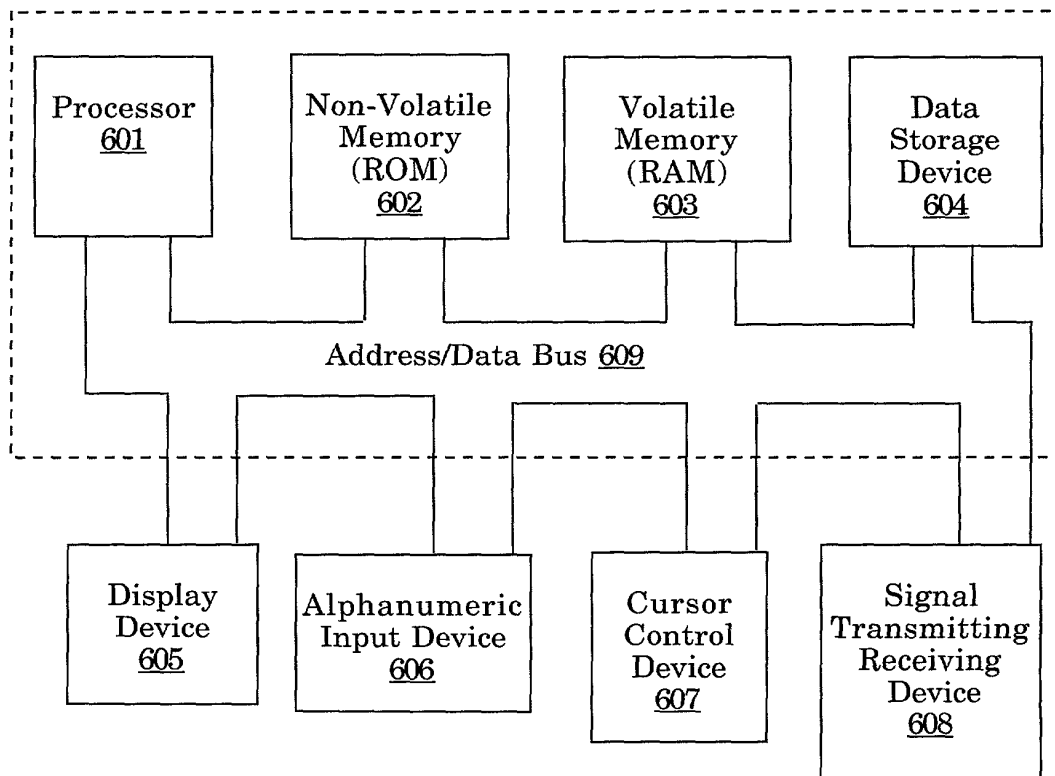 Processor
601
Non-Volatile
Memory
(ROM)
602
Volatile
Memory
(RAM)
603
Data
Storage
Device
604
Address/Data Bus 609
Display
Device
605
Alphanumeric
Input Device
606
Cursor
Control
Device
607
Signal
Transmitting
Receiving
Device
608